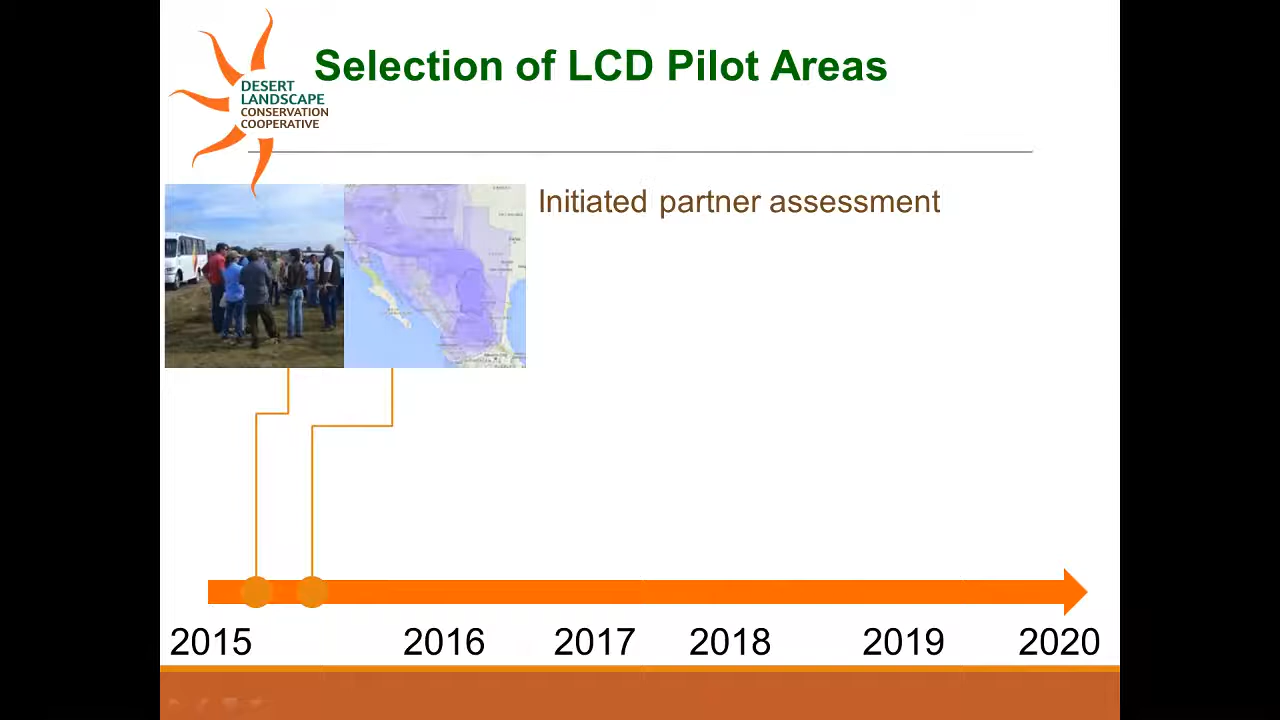 Selection of LCD Pilot Areas
DESERT
LANDSCAPE
CONSERVATION
COOPERATIVE
Initiated partner assessment
2015
2016
2017
2018
2019
2020